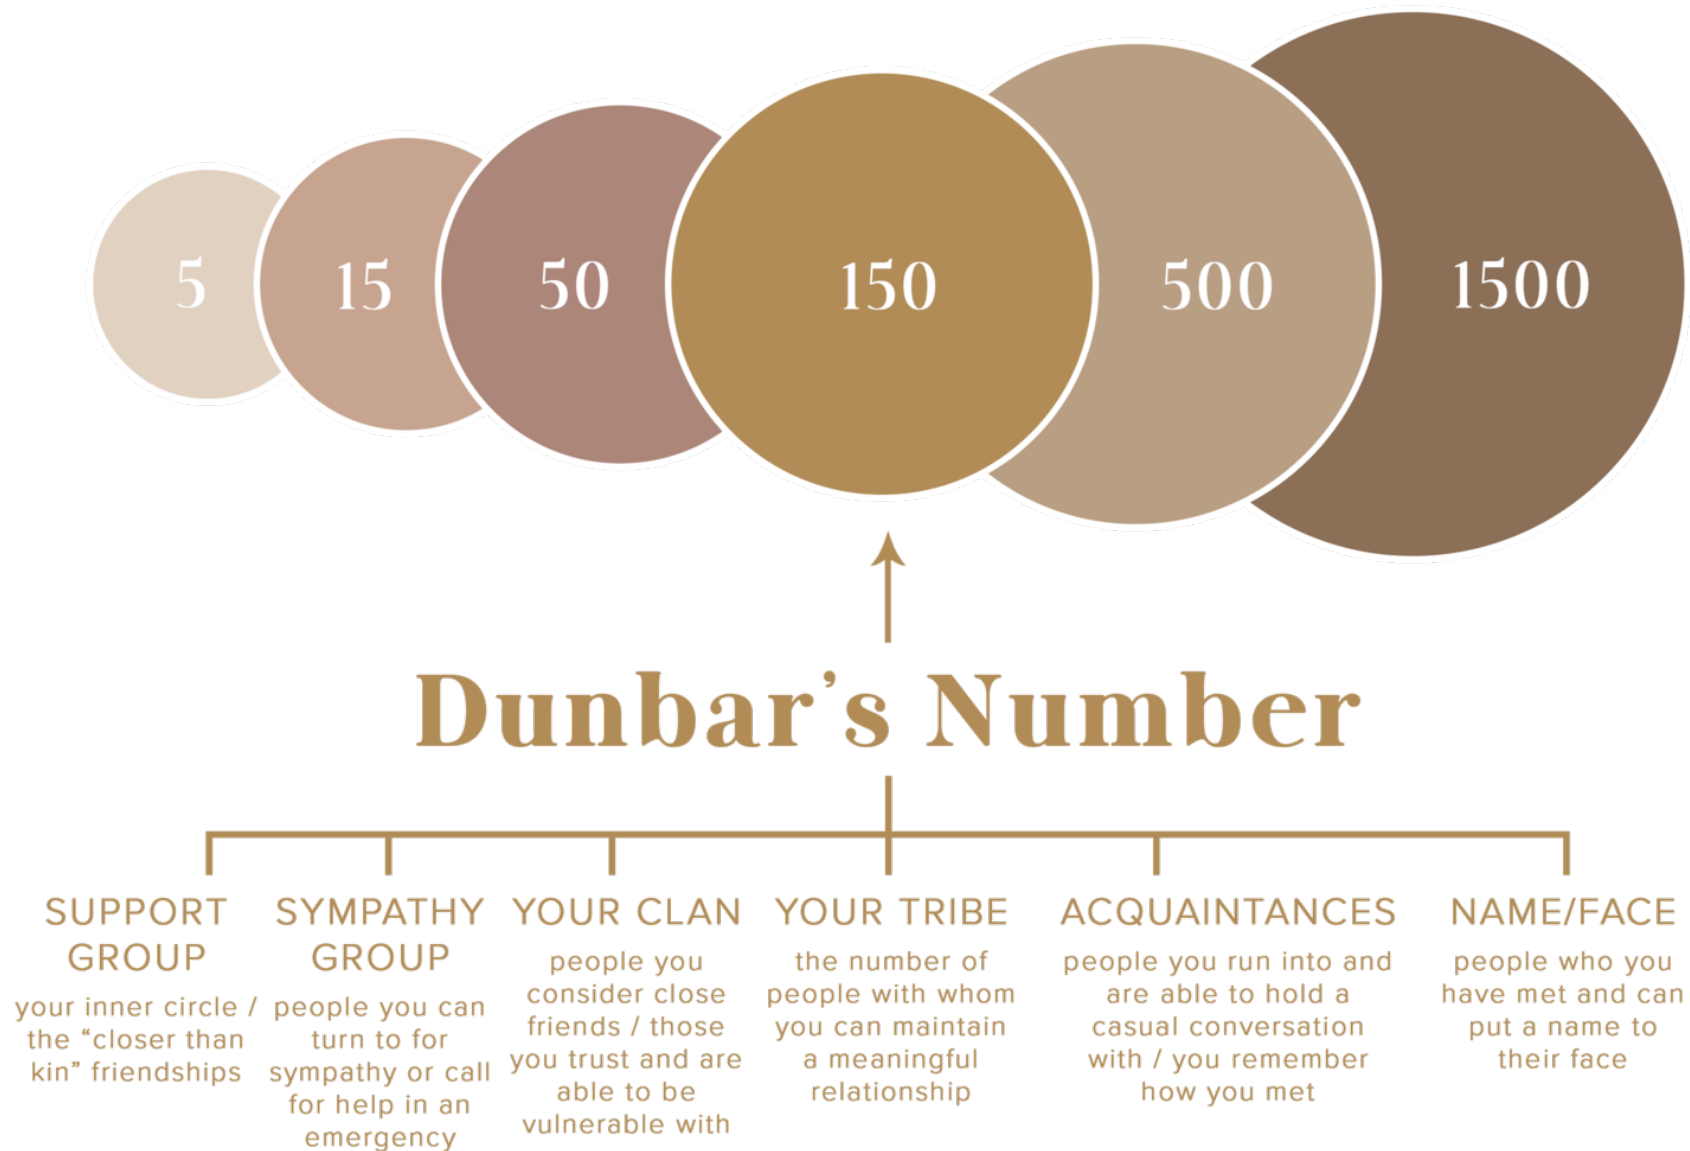 5
15
50
150
500
1500
Dunbar’s Number
SUPPORT
GROUP
your inner circle /
the “closer than
kin” friendships
SYMPATHY
GROUP
people you can
turn to for
sympathy or call
for help in an
emergency
YOUR CLAN
people you
consider close
friends / those
you trust and are
able to be
vulnerable with
YOUR TRIBE
the number of
people with whom
you can maintain
a meaningful
relationship
ACQUAINTANCES
people you run into and
are able to hold a
casual conversation
with / you remember
how you met
NAME/FACE
people who you
have met and can
put a name to
their face